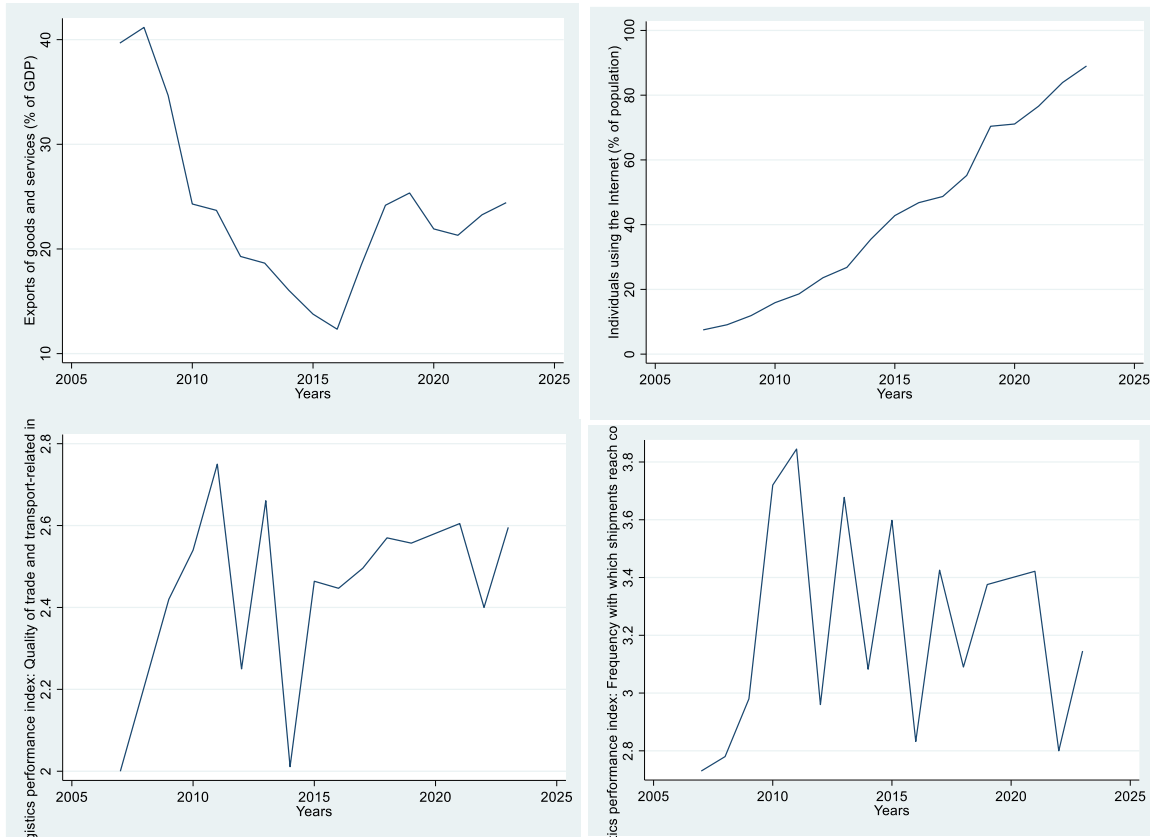 Exports of goods and services (% of GDP)
40
30
20
10
2005 2010 2015 2020 2025
Years
Individuals using the Internet (% of population)
100
80
60
40
20
0
2005 2010 2015 2020 2025
Years
gistics performance index: Quality of trade and transport-related in
2.8
2.6
2.4
2.2
2
2005 2010 2015 2020 2025
Years
tics performance index: Frequency with which shipments reach co
3.8
3.6
3.4
3.2
3
2.8
2005 2010 2015 2020 2025
Years